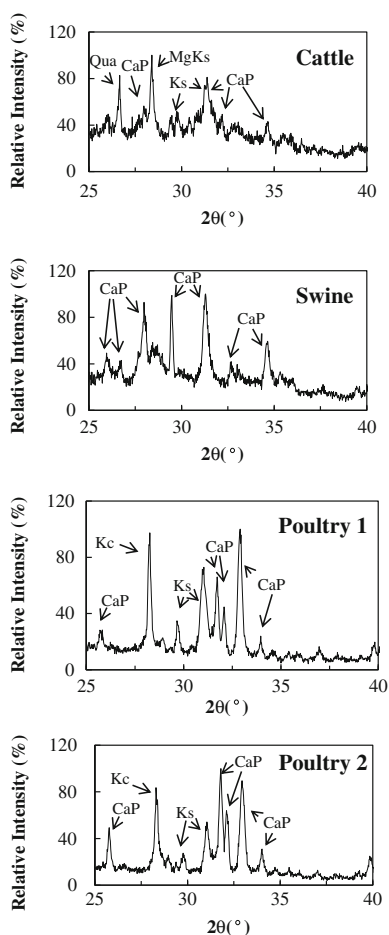 Relative Intensity (%)
120
80
40
0
25
30
35
40
2θ(°)
Cattle
Qua
CaP
MgKs
Ks
CaP
Relative Intensity (%)
120
80
40
0
25
30
35
40
2θ(°)
Swine
CaP
CaP
CaP
Relative Intensity (%)
120
80
40
0
25
30
35
40
2θ(°)
Poultry 1
Kc
CaP
Ks
CaP
CaP
Relative Intensity (%)
120
80
40
0
25
30
35
40
2θ(°)
Poultry 2
Kc
CaP
Ks
CaP
CaP